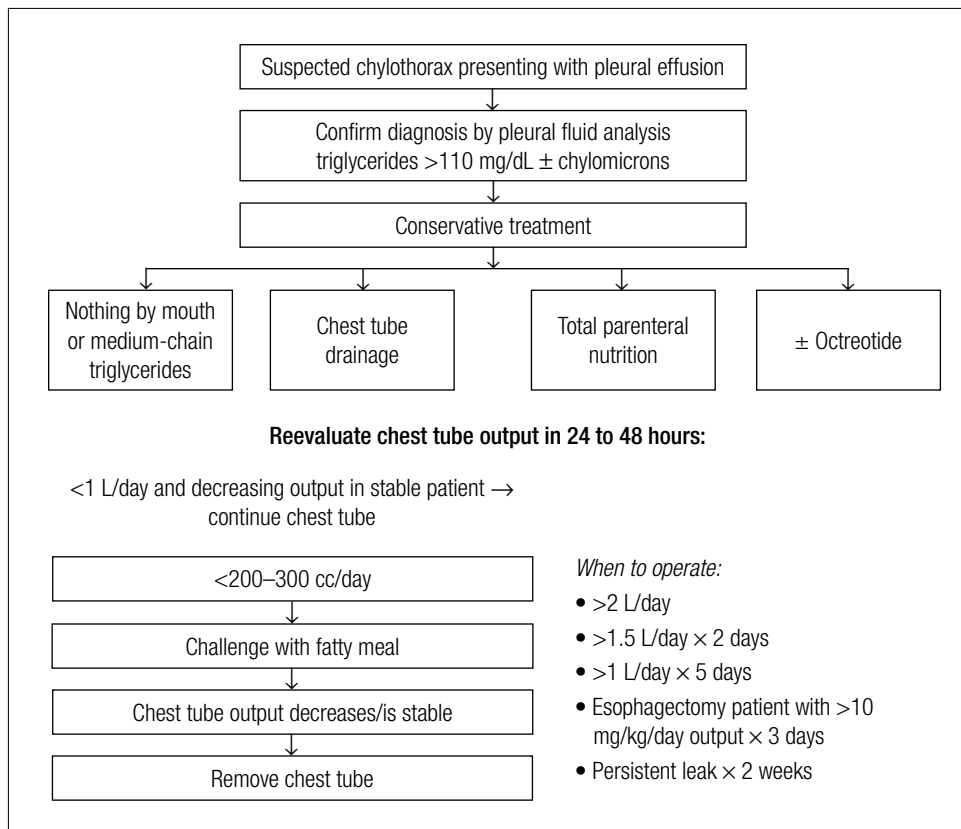 Suspected chylothorax presenting with pleural effusion
Confirm diagnosis by pleural fluid analysis
triglycerides >110 mg/dL ± chylomicrons
Conservative treatment
Nothing by mouth
or medium-chain
triglycerides
Chest tube
drainage
Total parenteral
nutrition
± Octreotide
Reevaluate chest tube output in 24 to 48 hours:
<1 L/day and decreasing output in stable patient →
continue chest tube
<200–300 cc/day
Challenge with fatty meal
Chest tube output decreases/is stable
Remove chest tube
When to operate:
• >2 L/day
• >1.5 L/day × 2 days
• >1 L/day × 5 days
• Esophagectomy patient with >10
mg/kg/day output × 3 days
• Persistent leak × 2 weeks